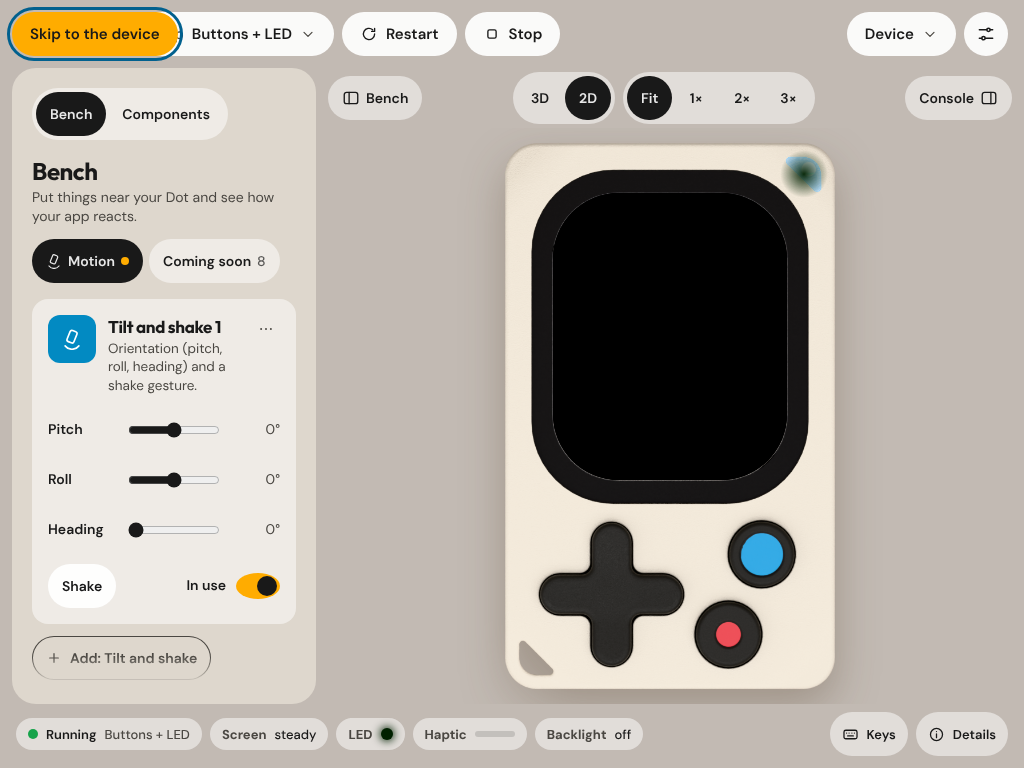 Skip to the device
Buttons + LED
Restart
Stop
Device
Bench
Components
Bench
3D
2D
Fit
1×
2×
3×
Console
Bench
Put things near your Dot and see how
your app reacts.
Motion
Coming soon 8
Tilt and shake 1
Orientation (pitch,
roll, heading) and a
shake gesture.
Pitch
0°
Roll
0°
Heading
0°
Shake
In use
Add: Tilt and shake
Running Buttons + LED
Screen steady
LED
Haptic
Backlight off
Keys
Details